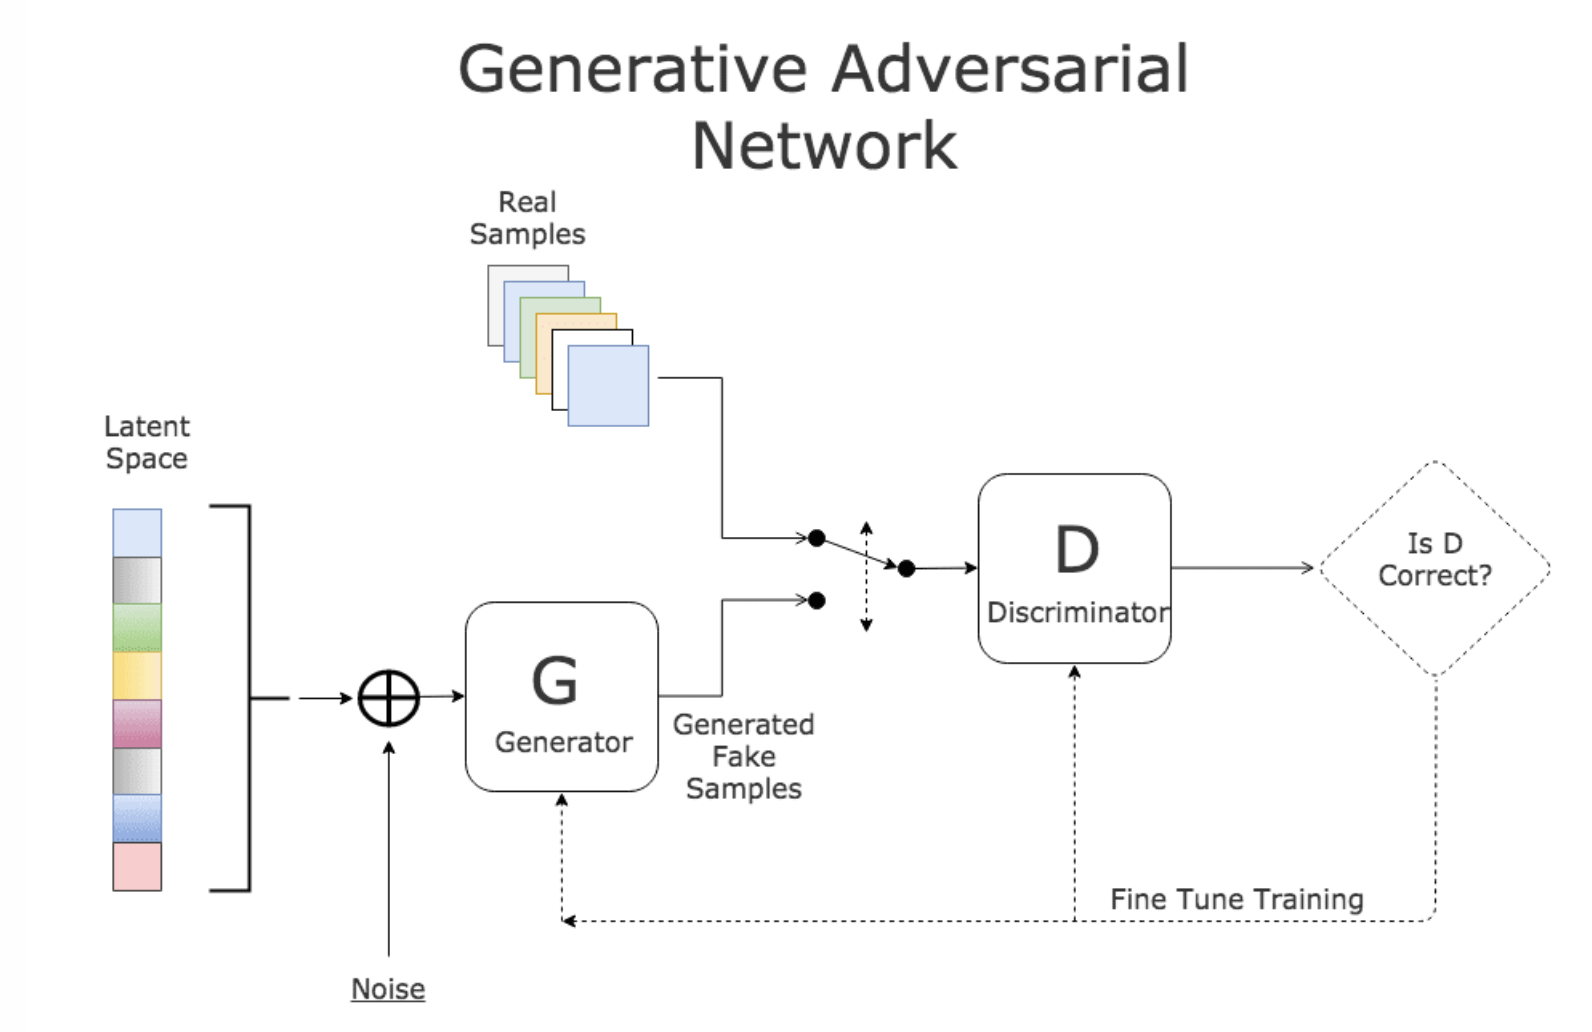 Generative Adversarial
Network
Real
Samples
Latent
Space
Is D
Correct?
D
Discriminator
G
Generator
Generated
Fake
Samples
Fine Tune Training
Noise